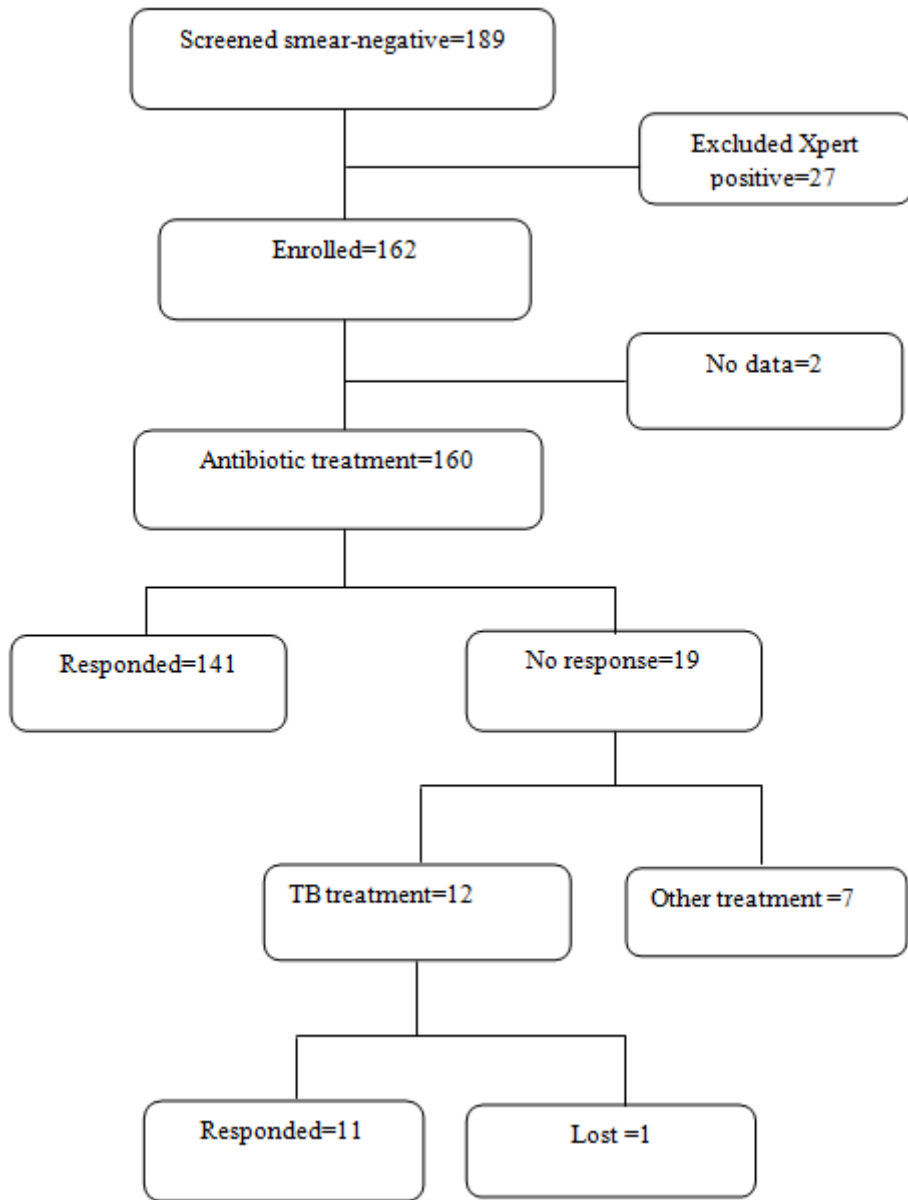 Screened smear-negative=189
Excluded Xpert
positive=27
Enrolled=162
No data=2
Antibiotic treatment=160
Responded=141
No response=19
TB treatment=12
Other treatment =7
Responded=11
Lost =1